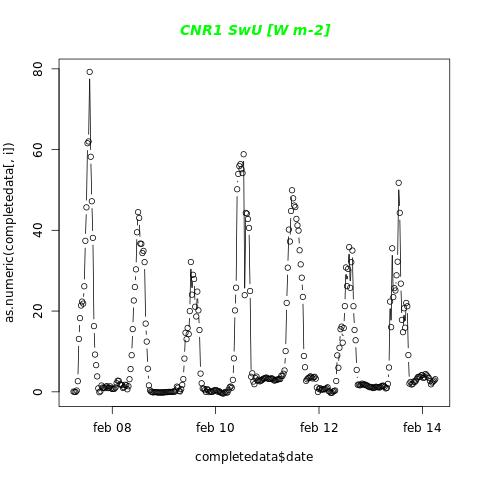 CNR1 SwU [W m-2]
as.numeric(completedata[, i])
80
60
40
20
0
feb 08
feb 10
feb 12
feb 14
completedata$date